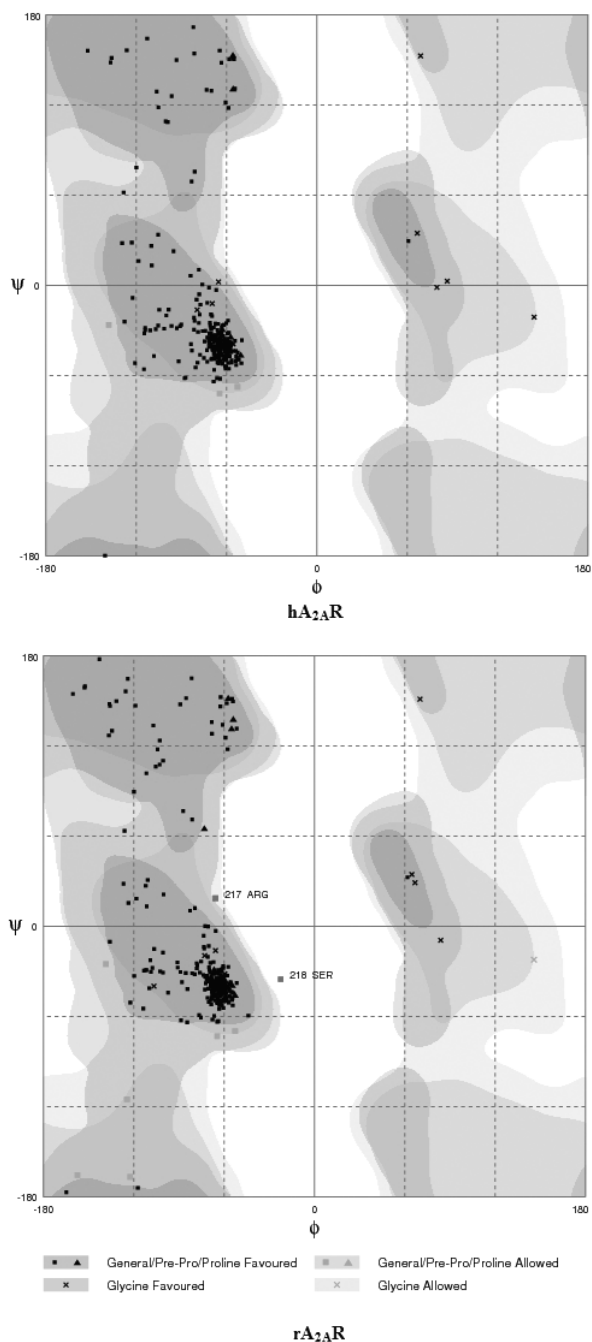 180
ψ
0
-180
-180
0
180
ϕ
hA2AR
180
217 ARG
ψ
0
218 SER
-180
-180
0
180
ϕ
General/Pre-Pro/Proline Favoured
General/Pre-Pro/Proline Allowed
Glycine Favoured
Glycine Allowed
rA2AR